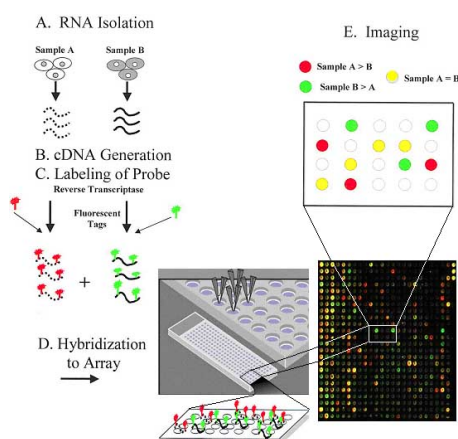 A. RNA Isolation
Sample A
Sample B
B. cDNA Generation
C. Labeling of Probe
Reverse Transcriptase
Fluorescent
Tags
+
D. Hybridization
to Array
E. Imaging
Sample A > B
Sample B > A
Sample A = B